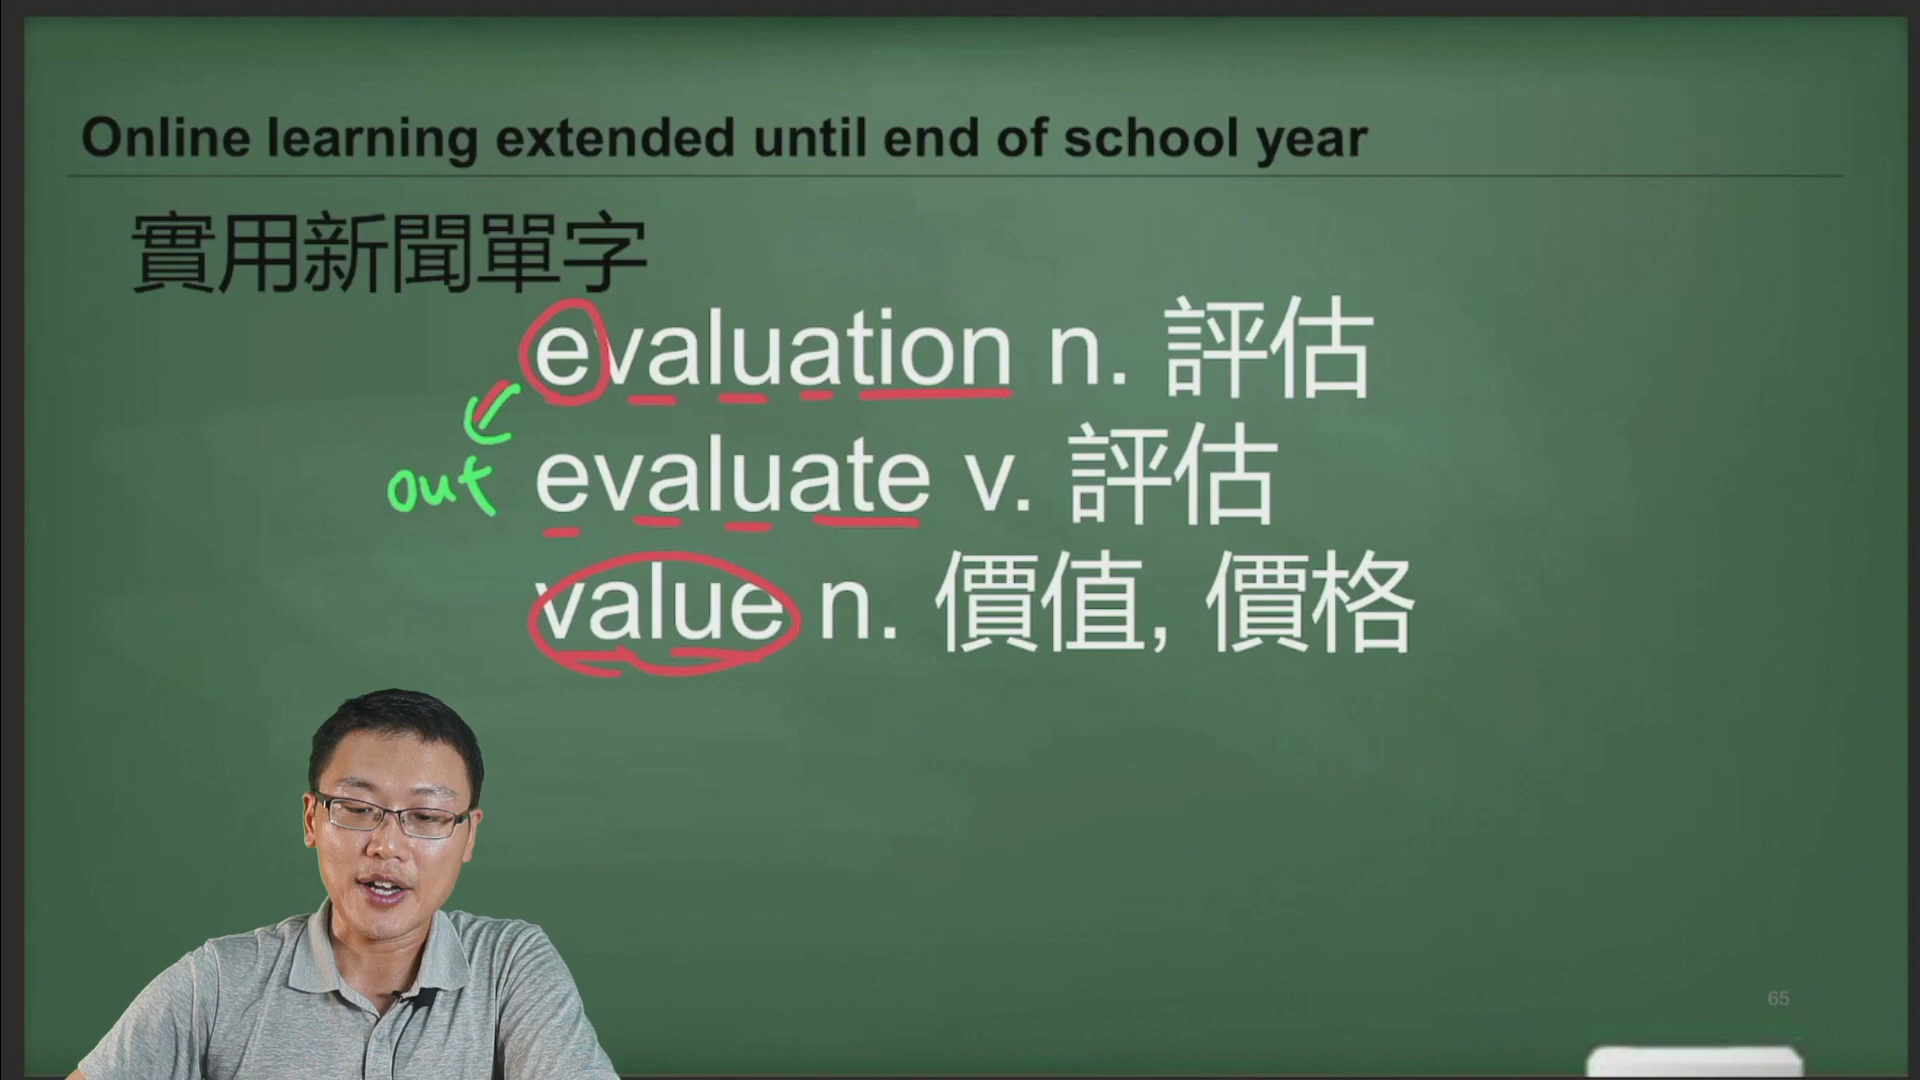 Online learning extended until end of school year
實用新聞單字
evaluation n. 評估
out
evaluate v. 評估
value n. 價值, 價格
65